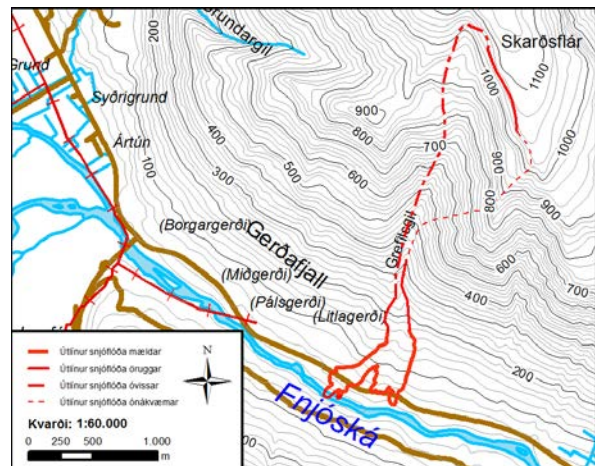 Grundargil
Skarðsflár
Grund
200
1000
1100
Syðrigrund
900
800
900
1000
Ártún
400
700
100
500
600
300
800
900
(Borgargerði)
Gerðafjall
Grefilsgil
600
(Miðgerði)
400
700
(Pálsgerði)
(Litlagerði)
200
Fnjóská
Útlínur snjóflóða mældar
Útlínur snjóflóða öruggar
Útlínur snjóflóða óvissar
Útlínur snjóflóða ónákvæmar
N
Kvarði: 1:60.000
0 250 500 1.000
m